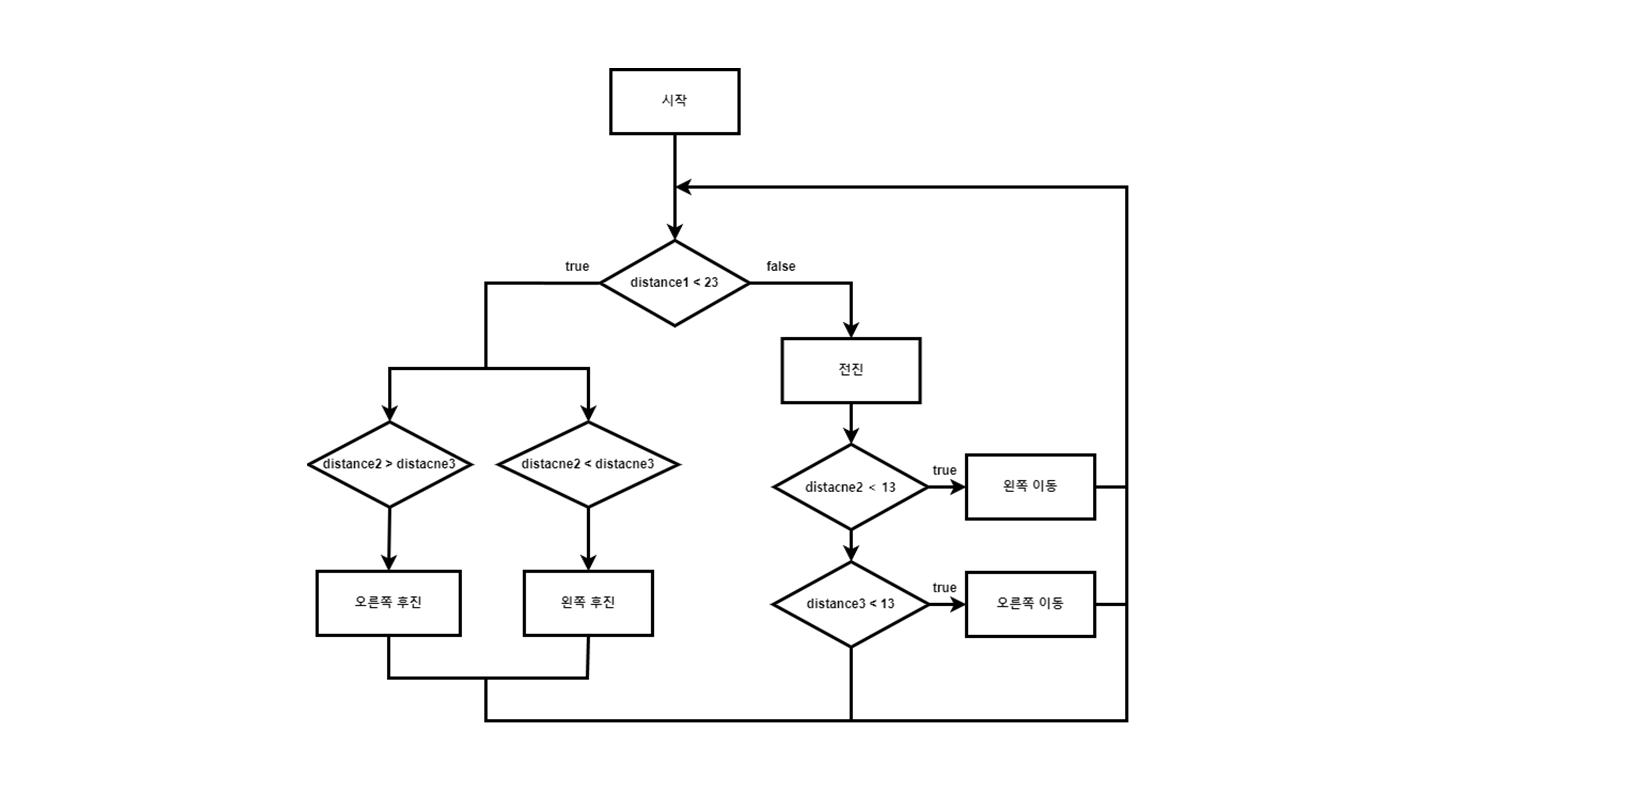 시작
true
false
distance1 < 23
전진
distance2 > distacne3
distacne2 < distacne3
distacne2 < 13
true
왼쪽 이동
오른쪽 후진
왼쪽 후진
distance3 < 13
true
오른쪽 이동